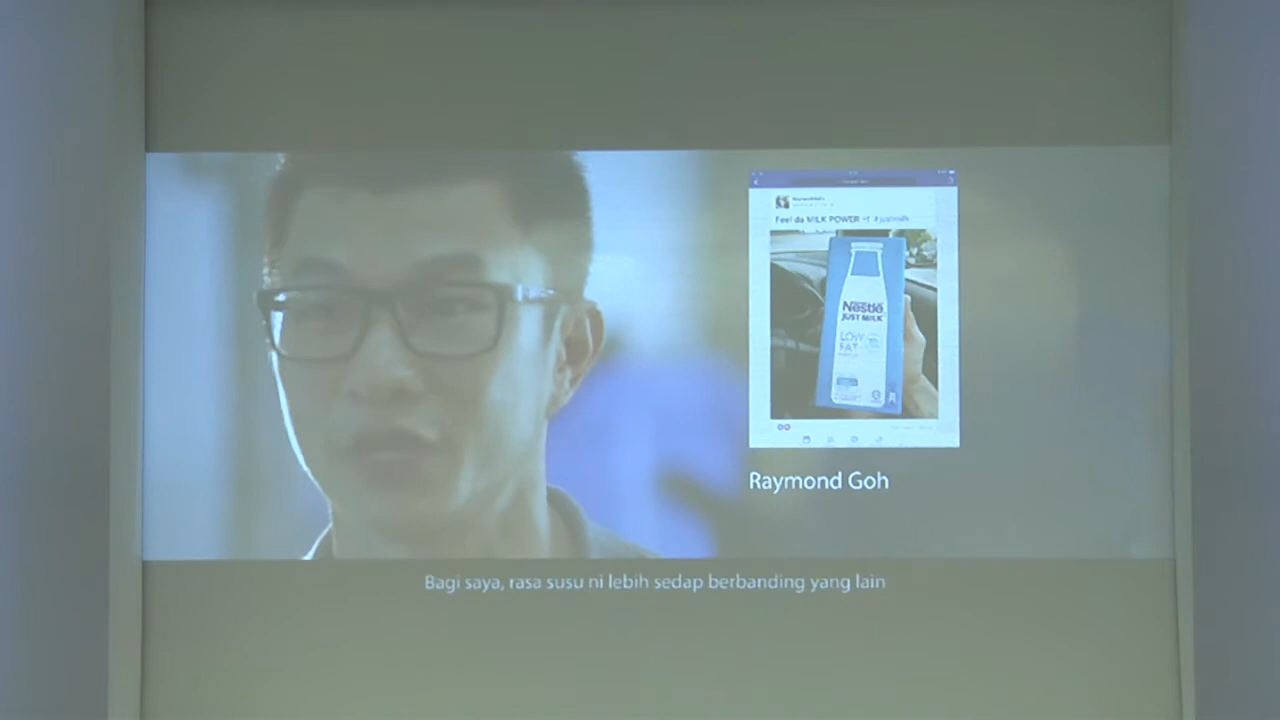 Feel da MILK POWER
Nestlé
JUST MILK
LOW
FAT
Raymond Goh
Bagi saya, rasa susu ni lebih sedap berbanding yang lain